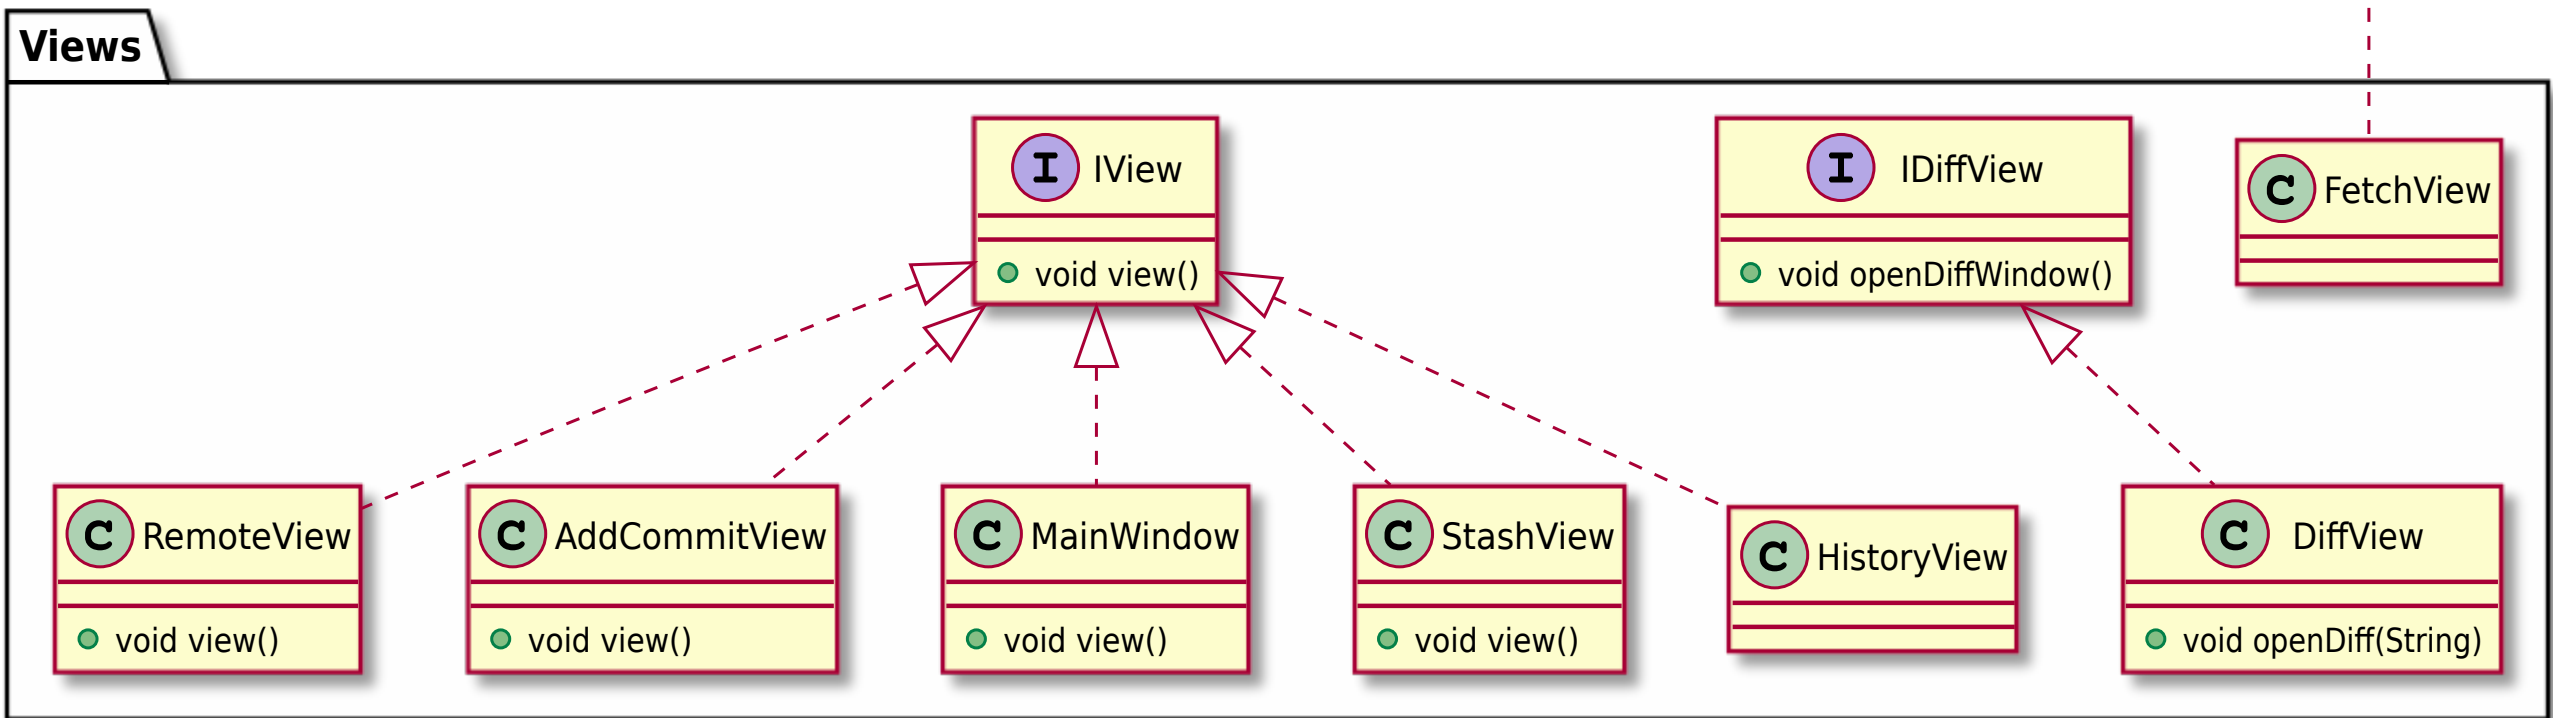 Views
I IView
void view()
I IDiffView
void openDiffWindow()
C FetchView
C RemoteView
void view()
C AddCommitView
void view()
C MainWindow
void view()
C StashView
void view()
C HistoryView
C DiffView
void openDiff(String)